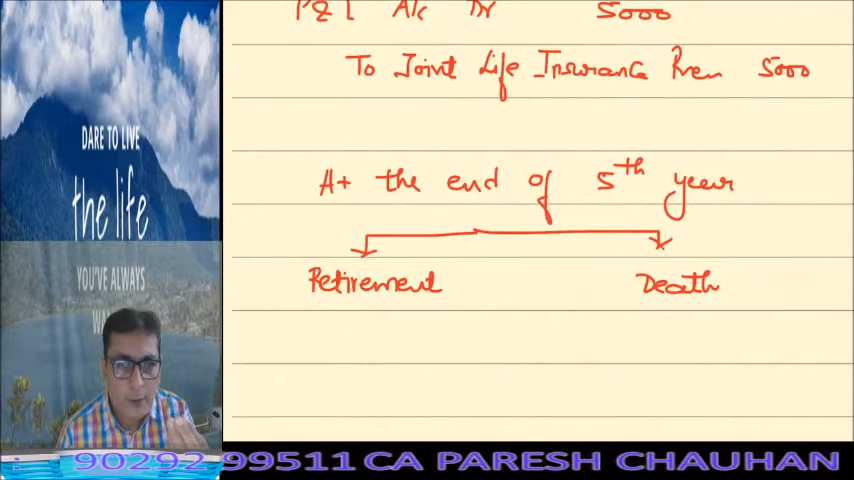 P&L A/c Dr 5000
To Joint Life Insurance Prem 5000
At the end of 5th year
Retirement Death
DARE TO LIVE
the life
YOU'VE ALWAYS
WA
90292 99511 CA PARESH CHAUHAN